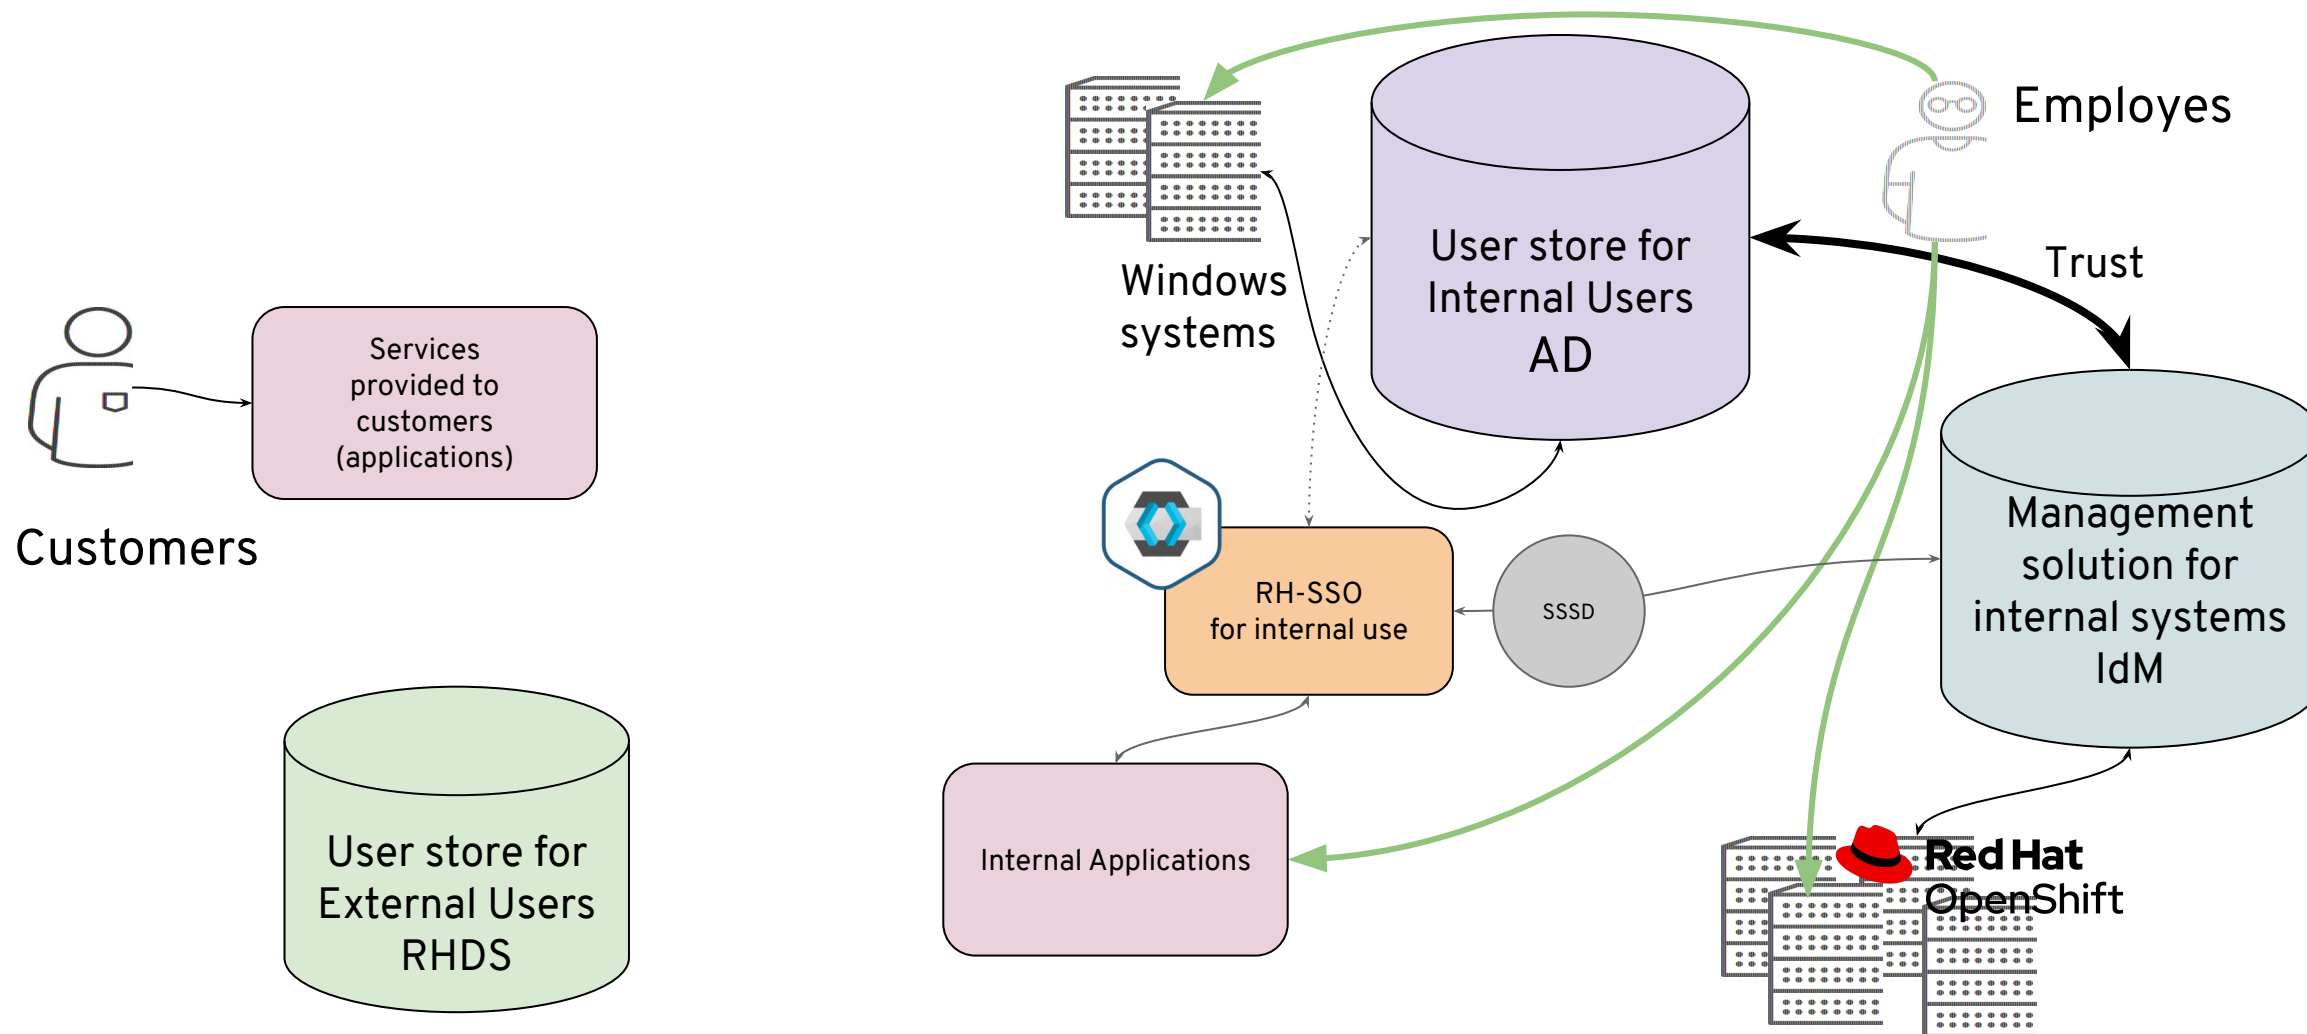 Employes
Trust
User store for
Internal Users
AD
Windows
systems
Services
provided to
customers
(applications)
Customers
RH-SSO
for internal use
SSSD
Management
solution for
internal systems
IdM
Internal Applications
User store for
External Users
RHDS
Red Hat
OpenShift